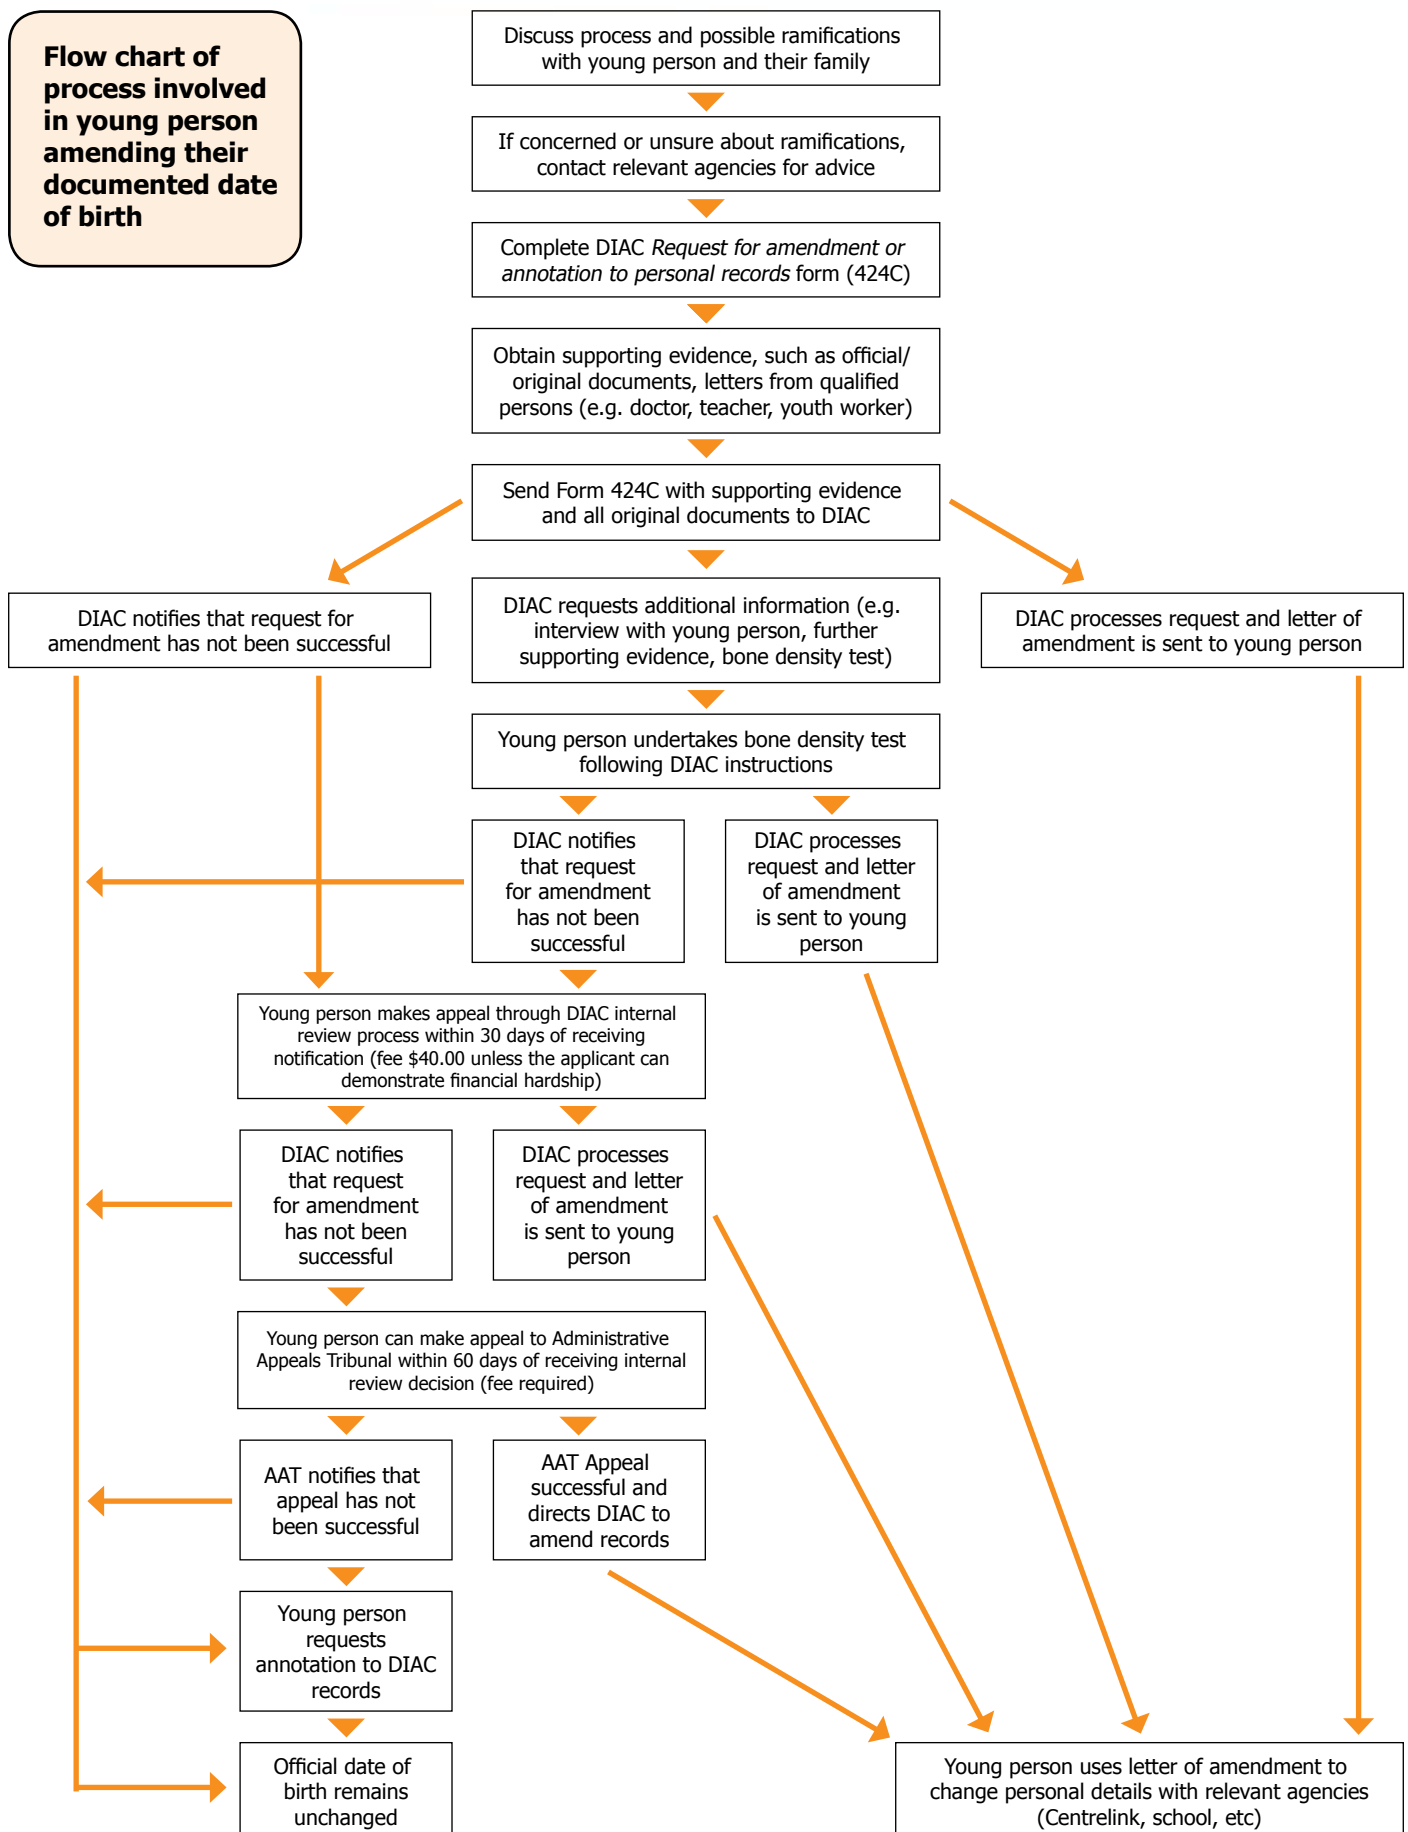 Flow chart of
process involved
in young person
amending their
documented date
of birth
Discuss process and possible ramifications
with young person and their family
If concerned or unsure about ramifications,
contact relevant agencies for advice
Complete DIAC Request for amendment or
annotation to personal records form (424C)
Obtain supporting evidence, such as official/
original documents, letters from qualified
persons (e.g. doctor, teacher, youth worker)
Send Form 424C with supporting evidence
and all original documents to DIAC
DIAC notifies that request for
amendment has not been successful
DIAC requests additional information (e.g.
interview with young person, further
supporting evidence, bone density test)
DIAC processes request and letter of
amendment is sent to young person
Young person undertakes bone density test
following DIAC instructions
DIAC notifies
that request
for amendment
has not been
successful
DIAC processes
request and letter
of amendment
is sent to young
person
Young person makes appeal through DIAC internal
review process within 30 days of receiving
notification (fee $40.00 unless the applicant can
demonstrate financial hardship)
DIAC notifies
that request
for amendment
has not been
successful
DIAC processes
request and letter
of amendment
is sent to young
person
Young person can make appeal to Administrative
Appeals Tribunal within 60 days of receiving internal
review decision (fee required)
AAT notifies that
appeal has not
been successful
AAT Appeal
successful and
directs DIAC to
amend records
Young person
requests
annotation to DIAC
records
Official date of
birth remains
unchanged
Young person uses letter of amendment to
change personal details with relevant agencies
(Centrelink, school, etc)